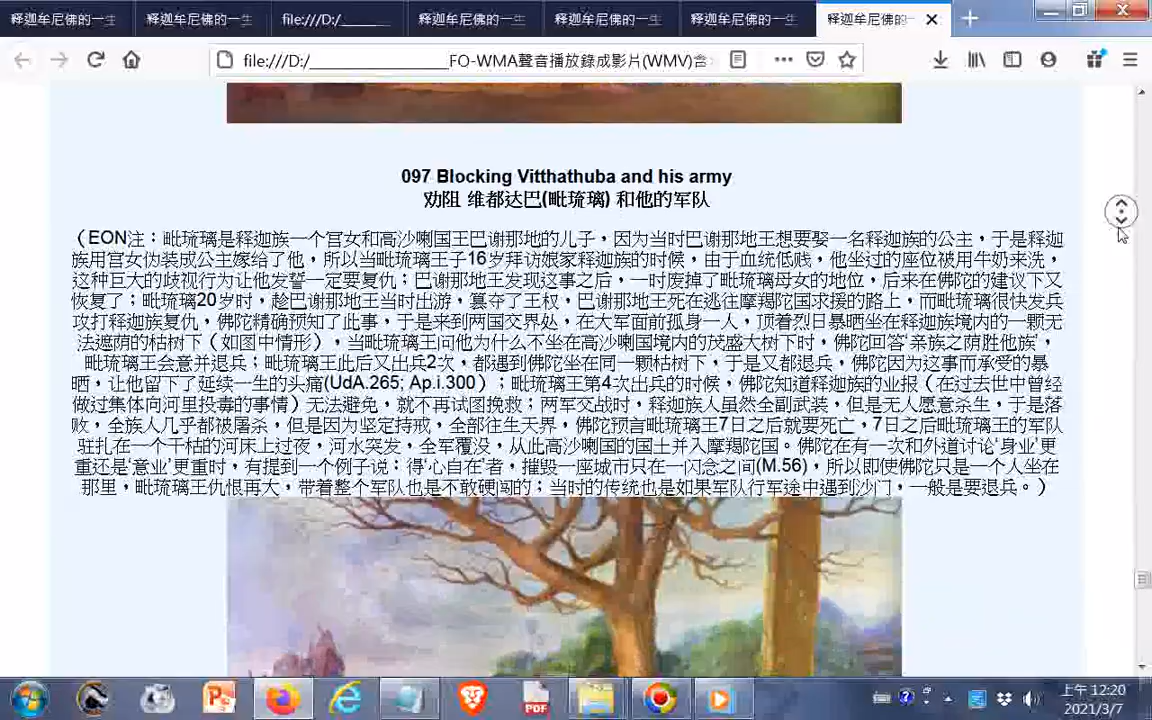 释迦牟尼佛的一生
释迦牟尼佛的一生
file:///D:/______
释迦牟尼佛的一生
释迦牟尼佛的一生
释迦牟尼佛的一生
释迦牟尼佛的一
file:///D:/________________FO-WMA聲音播放錄成影片(WMV)含
097 Blocking Vitthathuba and his army
劝阻 维都达巴(毗琉璃) 和他的军队
（EON注：毗琉璃是释迦族一个宫女和高沙喇国王巴谢那地的儿子，因为当时巴谢那地王想要娶一名释迦族的公主，于是释迦
族用宫女伪装成公主嫁给了他，所以当毗琉璃王子16岁拜访娘家释迦族的时候，由于血统低贱，他坐过的座位被用牛奶来洗，
这种巨大的歧视行为让他发誓一定要复仇；巴谢那地王发现这事之后，一时废掉了毗琉璃母女的地位，后来在佛陀的建议下又
恢复了；毗琉璃20岁时，趁巴谢那地王当时出游，篡夺了王权，巴谢那地王死在逃往摩羯陀国求援的路上，而毗琉璃很快发兵
攻打释迦族复仇，佛陀精确预知了此事，于是来到两国交界处，在大军面前孤身一人，顶着烈日暴晒坐在释迦族境内的一颗无
法遮荫的枯树下（如图中情形），当毗琉璃王问他为什么不坐在高沙喇国境内的茂盛大树下时，佛陀回答‘亲族之荫胜他族’，
毗琉璃王会意并退兵；毗琉璃王此后又出兵2次，都遇到佛陀坐在同一颗枯树下，于是又都退兵，佛陀因为这事而承受的暴
晒，让他留下了延续一生的头痛(UdA.265; Ap.i.300）；毗琉璃王第4次出兵的时候，佛陀知道释迦族的业报（在过去世中曾经
做过集体向河里投毒的事情）无法避免，就不再试图挽救；两军交战时，释迦族人虽然全副武装，但是无人愿意杀生，于是落
败，全族人几乎都被屠杀，但是因为坚定持戒，全部往生天界，佛陀预言毗琉璃王7日之后就要死亡，7日之后毗琉璃王的军队
驻扎在一个干枯的河床上过夜，河水突发，全军覆没，从此高沙喇国的国土并入摩羯陀国。佛陀在有一次和外道讨论‘身业’更
重还是‘意业’更重时，有提到一个例子说：得‘心自在’者，摧毁一座城市只在一闪念之间(M.56)，所以即使佛陀只是一个人坐在
那里，毗琉璃王仇恨再大，带着整个军队也是不敢硬闯的；当时的传统也是如果军队行军途中遇到沙门，一般是要退兵。）
PDF
上午 12:20
2021/3/7